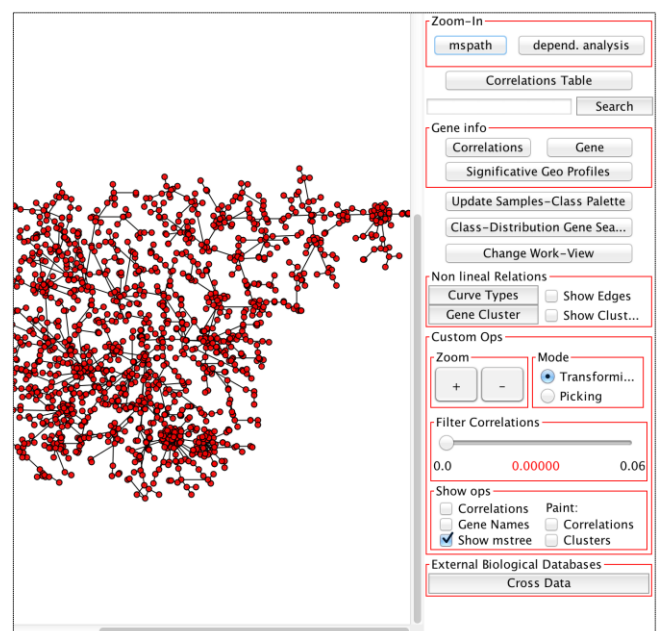 Zoom-In
mspath depend. analysis
Correlations Table
Search
Gene info
Correlations Gene
Significative Geo Profiles
Update Samples-Class Palette
Class-Distribution Gene Sea...
Change Work-View
Non lineal Relations
Curve Types Show Edges
Gene Cluster Show Clust...
Custom Ops
Zoom Mode
+ - Transformi...
Picking
Filter Correlations
0.0 0.00000 0.06
Show ops
Correlations Paint:
Gene Names Correlations
Show mstree Clusters
External Biological Databases
Cross Data